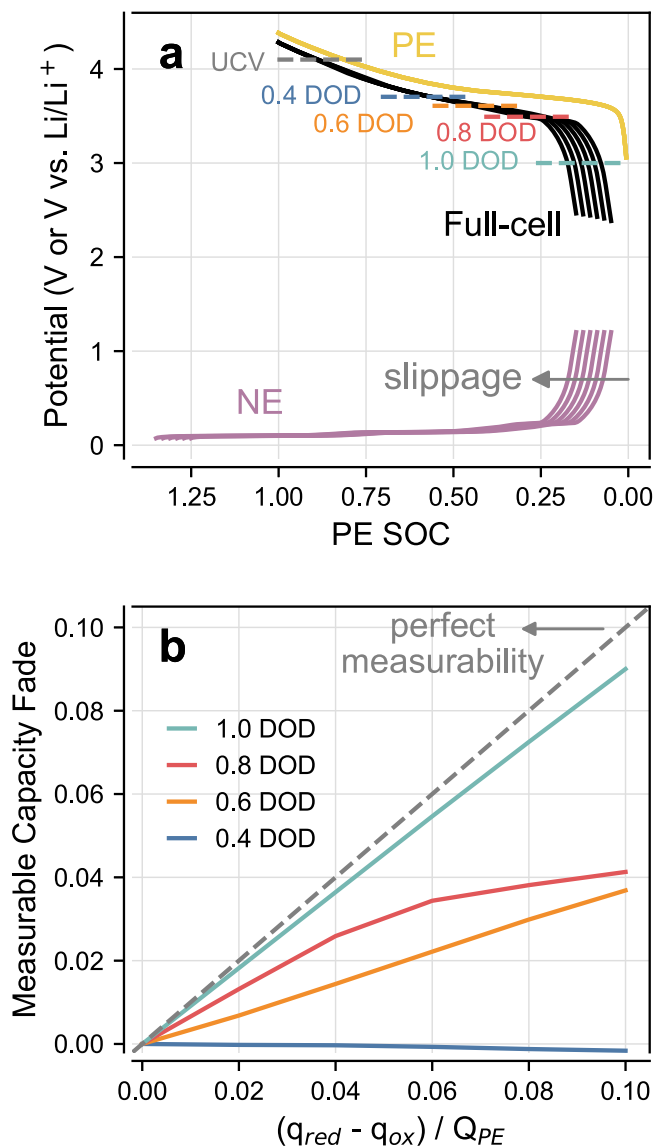 a
PE
UCV
0.4 DOD
0.6 DOD
0.8 DOD
1.0 DOD
Full-cell
slippage
NE
Potential (V or V vs. Li/Li⁺)
4
3
2
1
0
1.25 1.00 0.75 0.50 0.25 0.00
PE SOC
b
perfect
measurability
1.0 DOD
0.8 DOD
0.6 DOD
0.4 DOD
Measurable Capacity Fade
0.10
0.08
0.06
0.04
0.02
0.00
0.00 0.02 0.04 0.06 0.08 0.10
(q_red - q_ox) / Q_PE